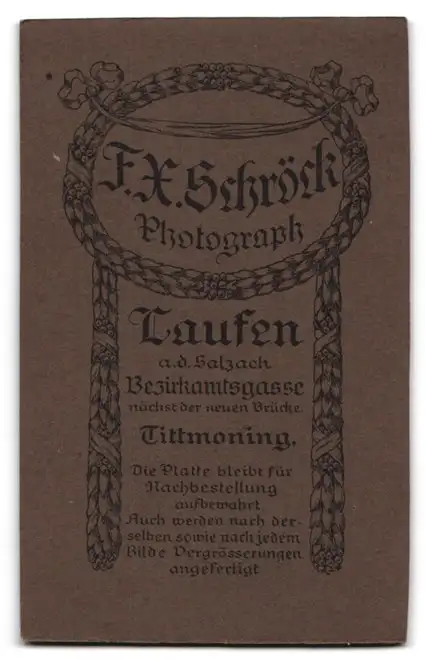 F.X. Schröck
Photograph
Laufen
a.d. Salzach
Bezirkamtsgasse
nächst der neuen Brücke.
Tittmoning.
Die Platte bleibt für
Nachbestellung
aufbewahrt
Auch werden nach der-
selben sowie nach jedem
Bilde Vergrösserungen
angefertigt